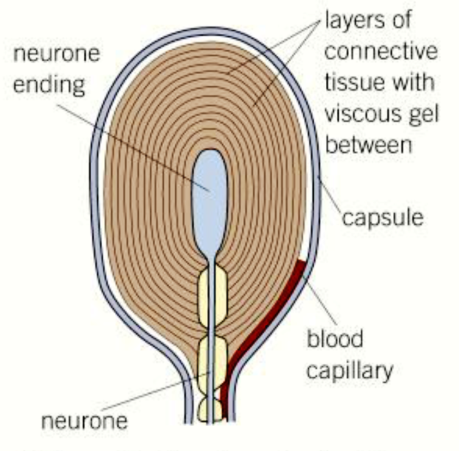 layers of
connective
tissue with
viscous gel
between
neurone
ending
capsule
blood
capillary
neurone